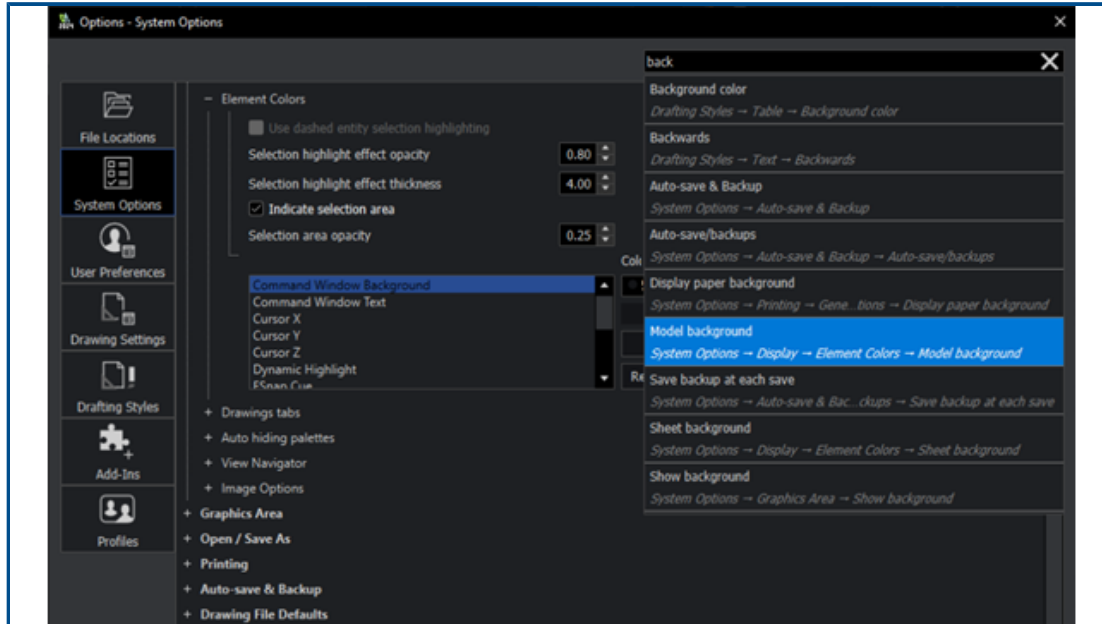 Options - System Options
back
Background color
Drafting Styles → Table → Background color
Backwards
Drafting Styles → Text → Backwards
Auto-save & Backup
System Options → Auto-save & Backup
Auto-save/backups
System Options → Auto-save & Backup → Auto-save/backups
Display paper background
System Options → Printing → Gene...tions → Display paper background
Model background
System Options → Display → Element Colors → Model background
Save backup at each save
System Options → Auto-save & Bac...ckups → Save backup at each save
Sheet background
System Options → Display → Element Colors → Sheet background
Show background
System Options → Graphics Area → Show background
File Locations
System Options
User Preferences
Drawing Settings
Drafting Styles
Add-Ins
Profiles
− Element Colors
Use dashed entity selection highlighting
Selection highlight effect opacity 0.80
Selection highlight effect thickness 4.00
Indicate selection area
Selection area opacity 0.25
Command Window Background
Command Window Text
Cursor X
Cursor Y
Cursor Z
Dynamic Highlight
ESnap Cue
+ Drawings tabs
+ Auto hiding palettes
+ View Navigator
+ Image Options
+ Graphics Area
+ Open / Save As
+ Printing
+ Auto-save & Backup
+ Drawing File Defaults